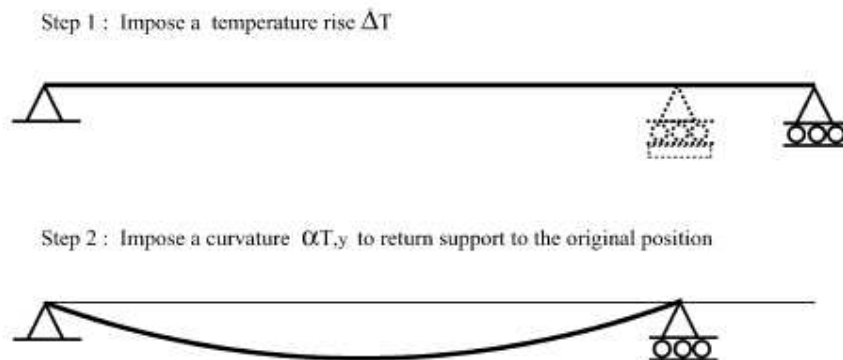 Step 1 : Impose a temperature rise ΔT
Step 2 : Impose a curvature αT,y to return support to the original position